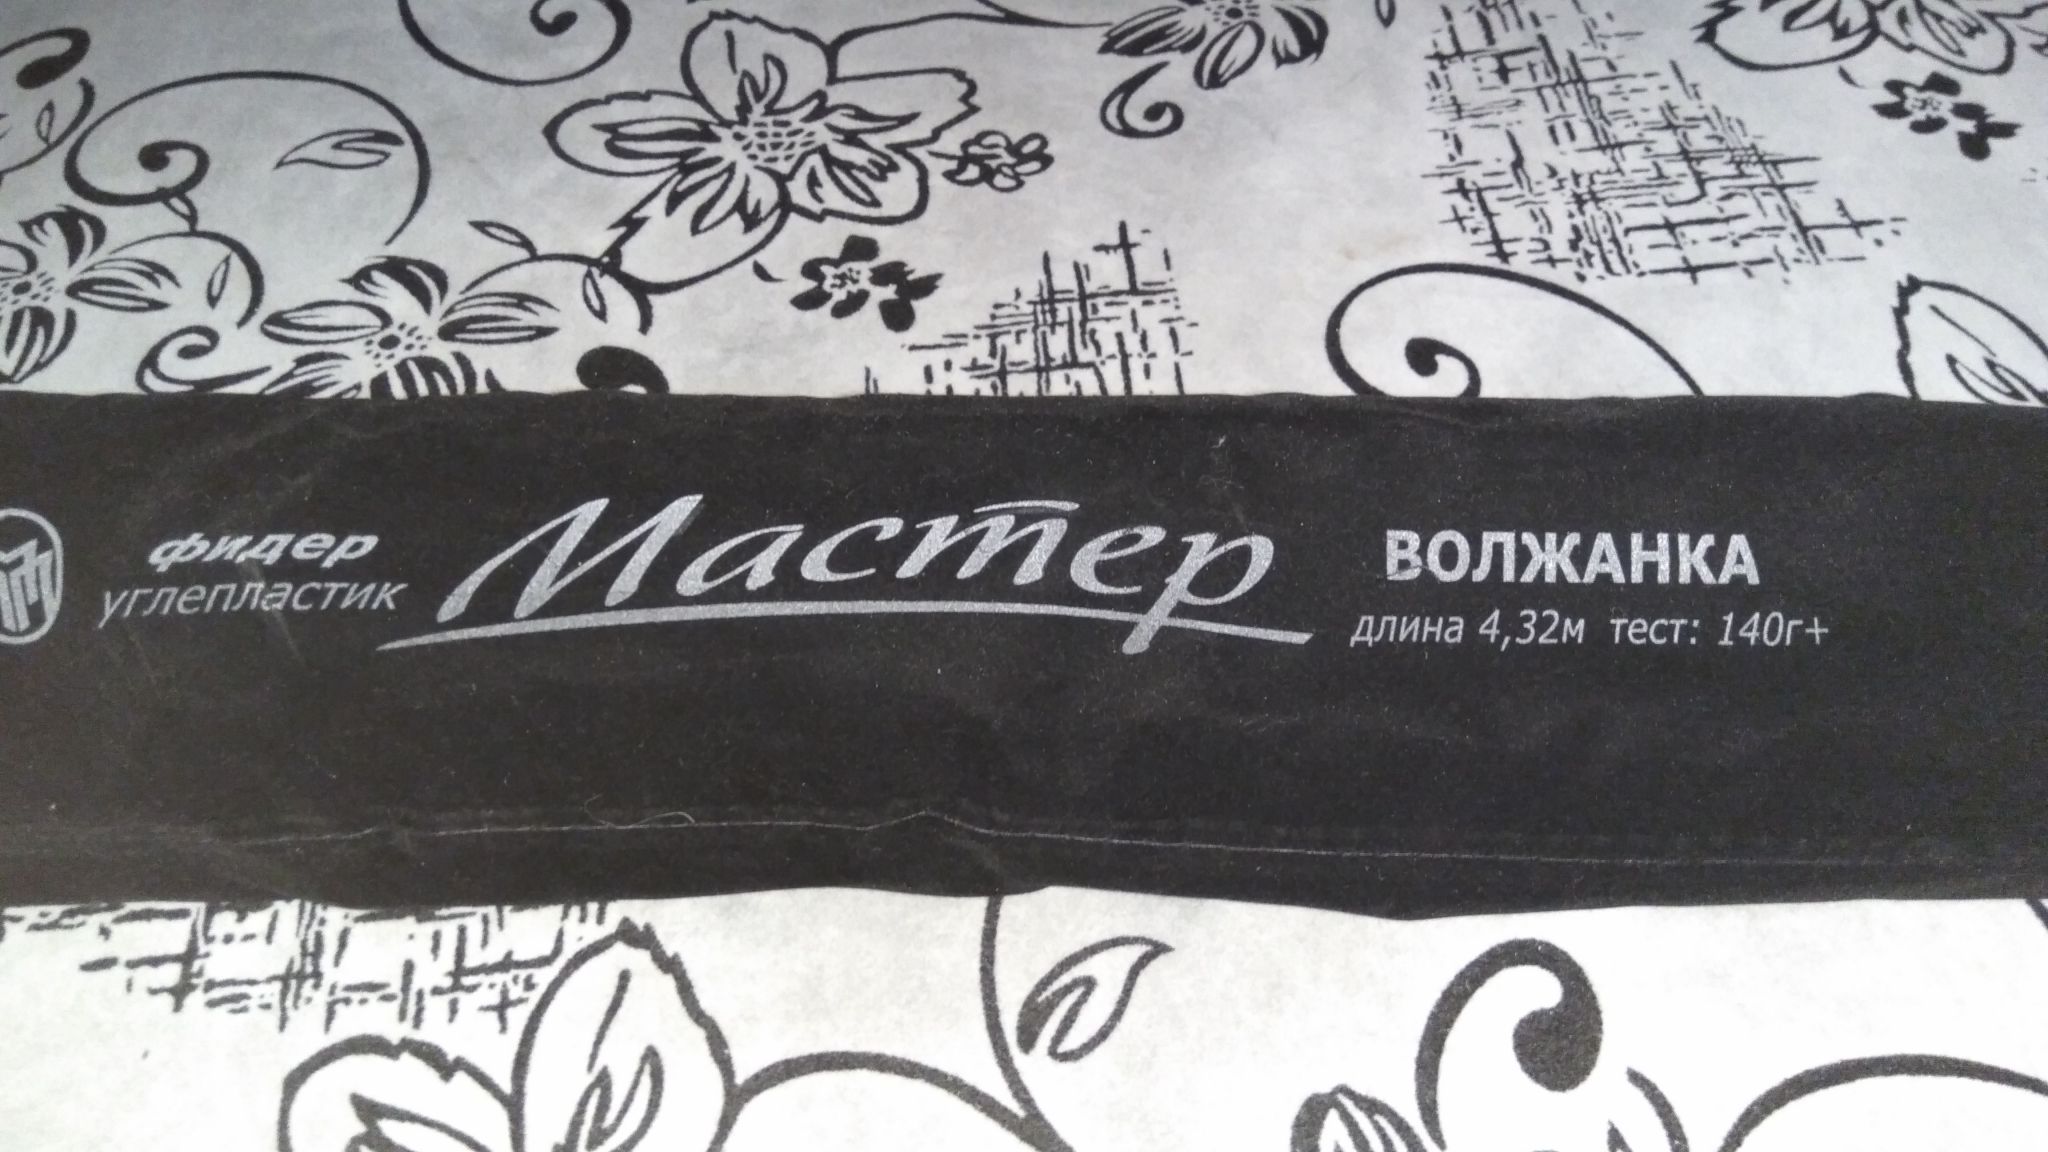 фидер
углепластик
Мастер
ВОЛЖАНКА
длина 4,32м тест: 140г+